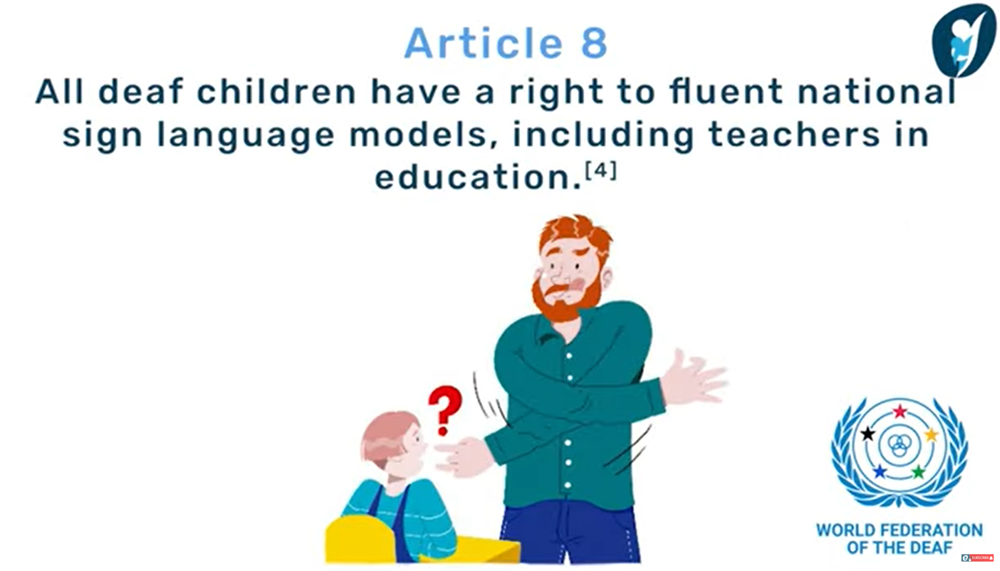 Article 8
All deaf children have a right to fluent national
sign language models, including teachers in
education.[4]
?
WORLD FEDERATION
OF THE DEAF
SUBSCRIBE